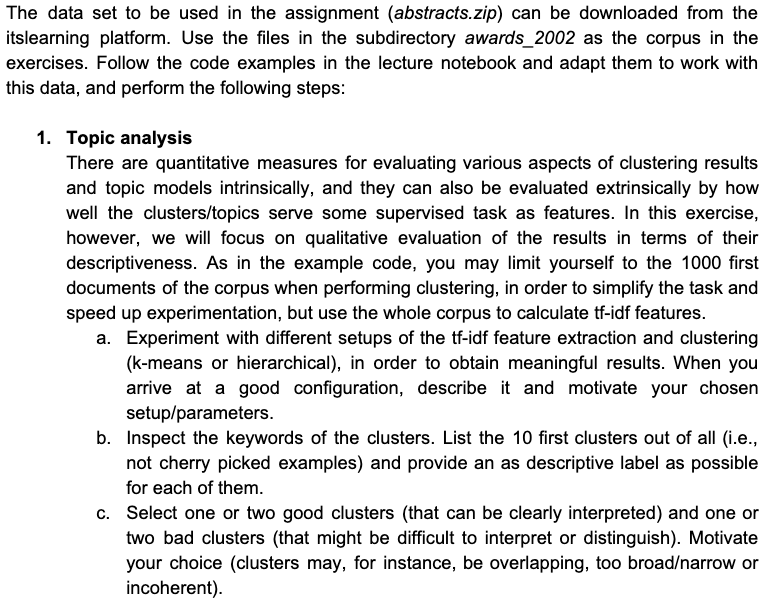 The data set to be used in the assignment (abstracts.zip) can be downloaded from the
itslearning platform. Use the files in the subdirectory awards_2002 as the corpus in the
exercises. Follow the code examples in the lecture notebook and adapt them to work with
this data, and perform the following steps:
1. Topic analysis
There are quantitative measures for evaluating various aspects of clustering results
and topic models intrinsically, and they can also be evaluated extrinsically by how
well the clusters/topics serve some supervised task as features. In this exercise,
however, we will focus on qualitative evaluation of the results in terms of their
descriptiveness. As in the example code, you may limit yourself to the 1000 first
documents of the corpus when performing clustering, in order to simplify the task and
speed up experimentation, but use the whole corpus to calculate tf-idf features.
a. Experiment with different setups of the tf-idf feature extraction and clustering
(k-means or hierarchical), in order to obtain meaningful results. When you
arrive at a good configuration, describe it and motivate your chosen
setup/parameters.
b. Inspect the keywords of the clusters. List the 10 first clusters out of all (i.e.,
not cherry picked examples) and provide an as descriptive label as possible
for each of them.
c. Select one or two good clusters (that can be clearly interpreted) and one or
two bad clusters (that might be difficult to interpret or distinguish). Motivate
your choice (clusters may, for instance, be overlapping, too broad/narrow or
incoherent).